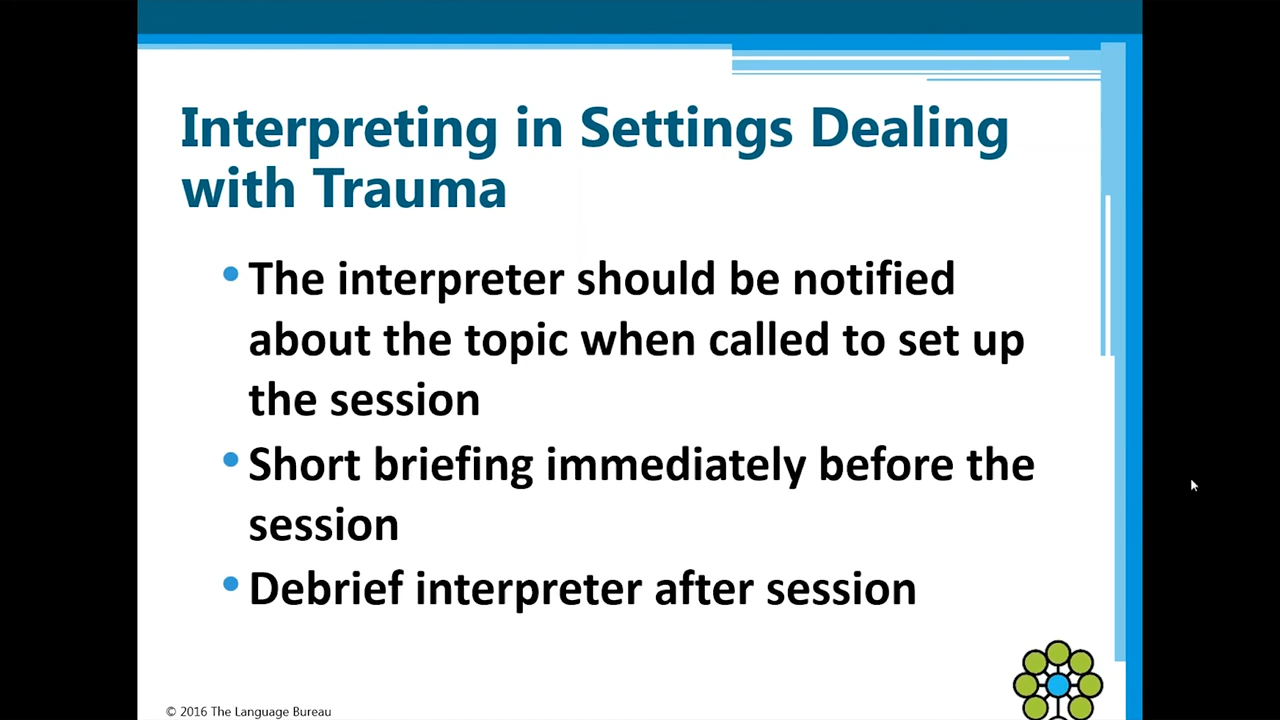 Interpreting in Settings Dealing
with Trauma
• The interpreter should be notified
about the topic when called to set up
the session
• Short briefing immediately before the
session
• Debrief interpreter after session
© 2016 The Language Bureau